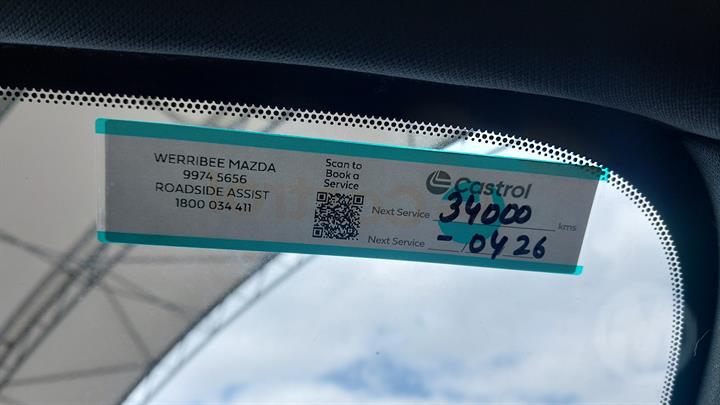 WERRIBEE MAZDA
9974 5656
ROADSIDE ASSIST
1800 034 411
Scan to
Book a
Service
Castrol
Next Service 34000 kms
Next Service - / 04 26